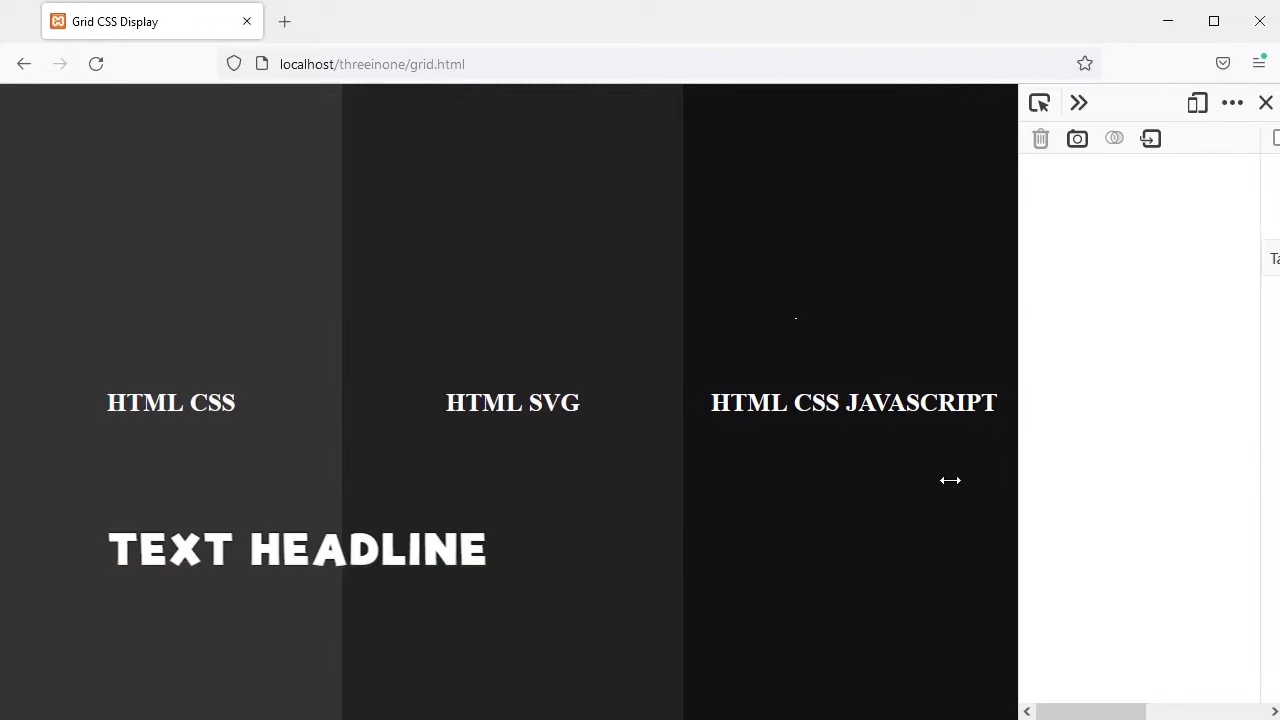 Grid CSS Display
localhost/threeinone/grid.html
HTML CSS
HTML SVG
HTML CSS JAVASCRIPT
TEXT HEADLINE